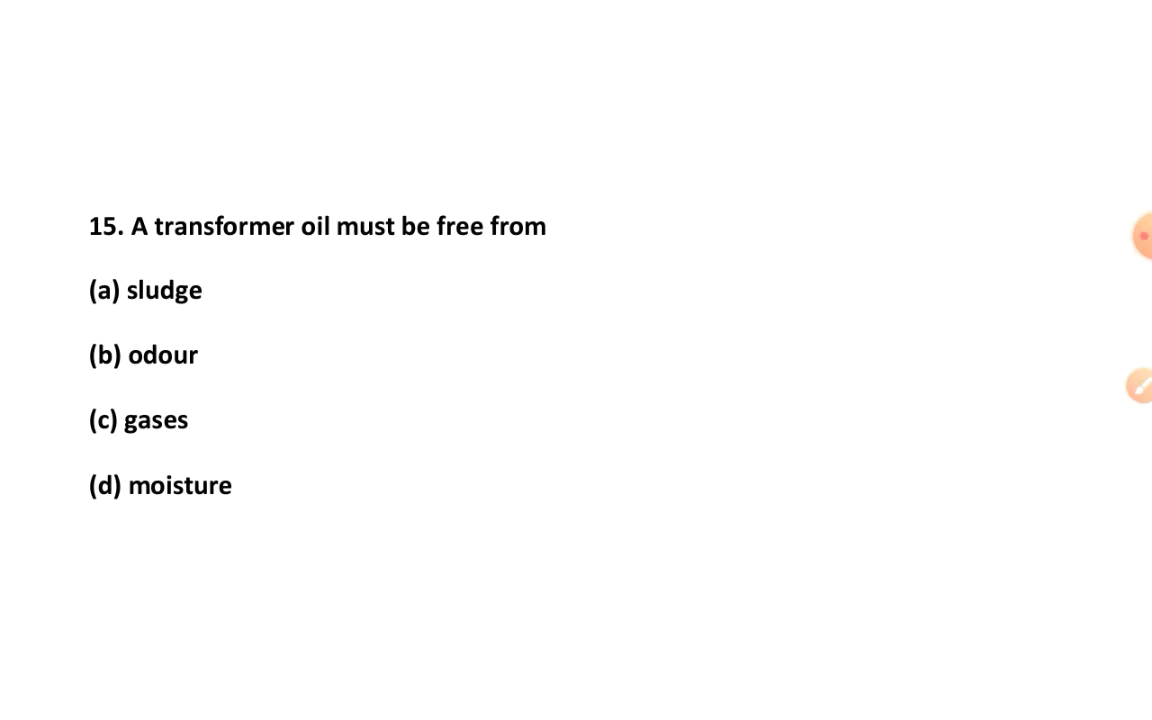 15. A transformer oil must be free from
(a) sludge
(b) odour
(c) gases
(d) moisture